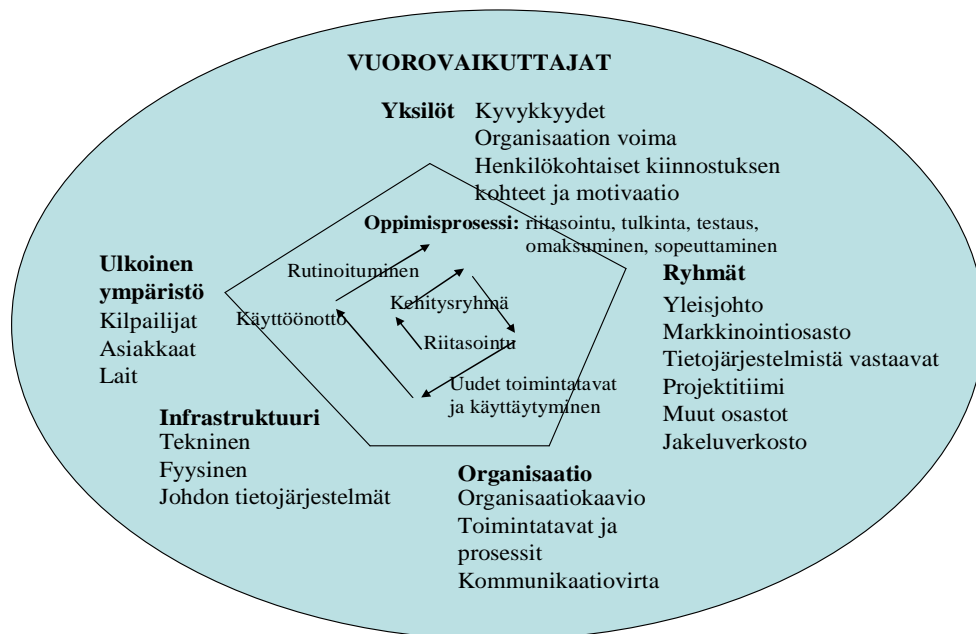 VUOROVAIKUTTAJAT
Yksilöt Kyvykkyydet
Organisaation voima
Henkilökohtaiset kiinnostuksen
kohteet ja motivaatio
Oppimisprosessi: riitasointu, tulkinta, testaus,
omaksuminen, sopeuttaminen
Ulkoinen
ympäristö
Kilpailijat
Asiakkaat
Lait
Rutinoituminen
Käyttöönotto
Kehitysryhmä
Riitasointu
Uudet toimintatavat
ja käyttäytyminen
Ryhmät
Yleisjohto
Markkinointiosasto
Tietojärjestelmistä vastaavat
Projektitiimi
Muut osastot
Jakeluverkosto
Infrastruktuuri
Tekninen
Fyysinen
Johdon tietojärjestelmät
Organisaatio
Organisaatiokaavio
Toimintatavat ja
prosessit
Kommunikaatiovirta